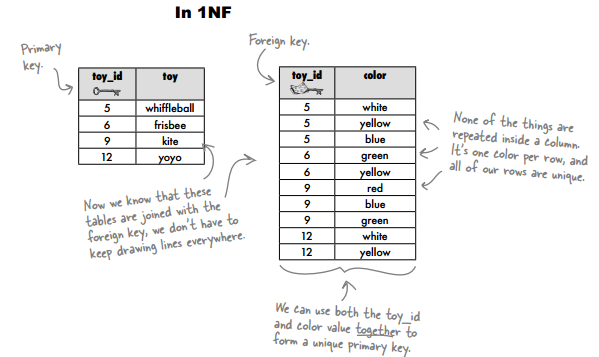 In 1NF
Primary
key.
toy_id toy
5 whiffleball
6 frisbee
9 kite
12 yoyo
Now we know that these
tables are joined with the
foreign key, we don't have to
keep drawing lines everywhere.
Foreign key.
toy_id color
5 white
5 yellow
5 blue
6 green
6 yellow
9 red
9 blue
9 green
12 white
12 yellow
None of the things are
repeated inside a column.
It's one color per row, and
all of our rows are unique.
We can use both the toy_id
and color value together to
form a unique primary key.